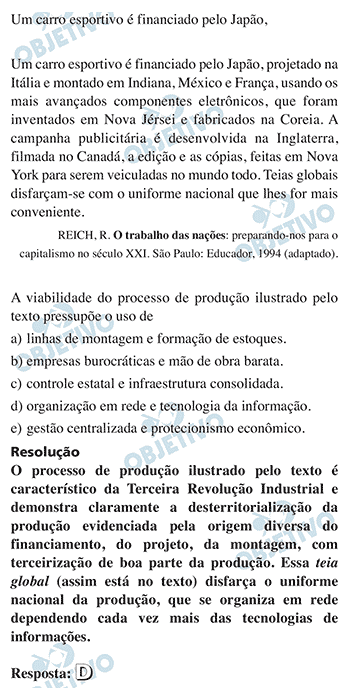 Um carro esportivo é financiado pelo Japão,
Um carro esportivo é financiado pelo Japão, projetado na
Itália e montado em Indiana, México e França, usando os
mais avançados componentes eletrônicos, que foram
inventados em Nova Jérsei e fabricados na Coreia. A
campanha publicitária é desenvolvida na Inglaterra,
filmada no Canadá, a edição e as cópias, feitas em Nova
York para serem veiculadas no mundo todo. Teias globais
disfarçam-se com o uniforme nacional que lhes for mais
conveniente.
REICH, R. O trabalho das nações: preparando-nos para o
capitalismo no século XXI. São Paulo: Educador, 1994 (adaptado).
A viabilidade do processo de produção ilustrado pelo
texto pressupõe o uso de
a) linhas de montagem e formação de estoques.
b) empresas burocráticas e mão de obra barata.
c) controle estatal e infraestrutura consolidada.
d) organização em rede e tecnologia da informação.
e) gestão centralizada e protecionismo econômico.
Resolução
O processo de produção ilustrado pelo texto é
característico da Terceira Revolução Industrial e
demonstra claramente a desterritorialização da
produção evidenciada pela origem diversa do
financiamento, do projeto, da montagem, com
terceirização de boa parte da produção. Essa teia
global (assim está no texto) disfarça o uniforme
nacional da produção, que se organiza em rede
dependendo cada vez mais das tecnologias de
informações.
Resposta: D